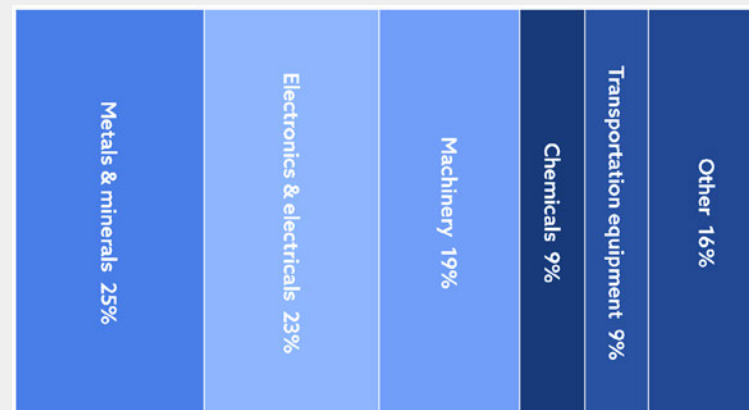 Metals & minerals 25%
Electronics & electricals 23%
Machinery 19%
Chemicals 9%
Transportation equipment 9%
Other 16%